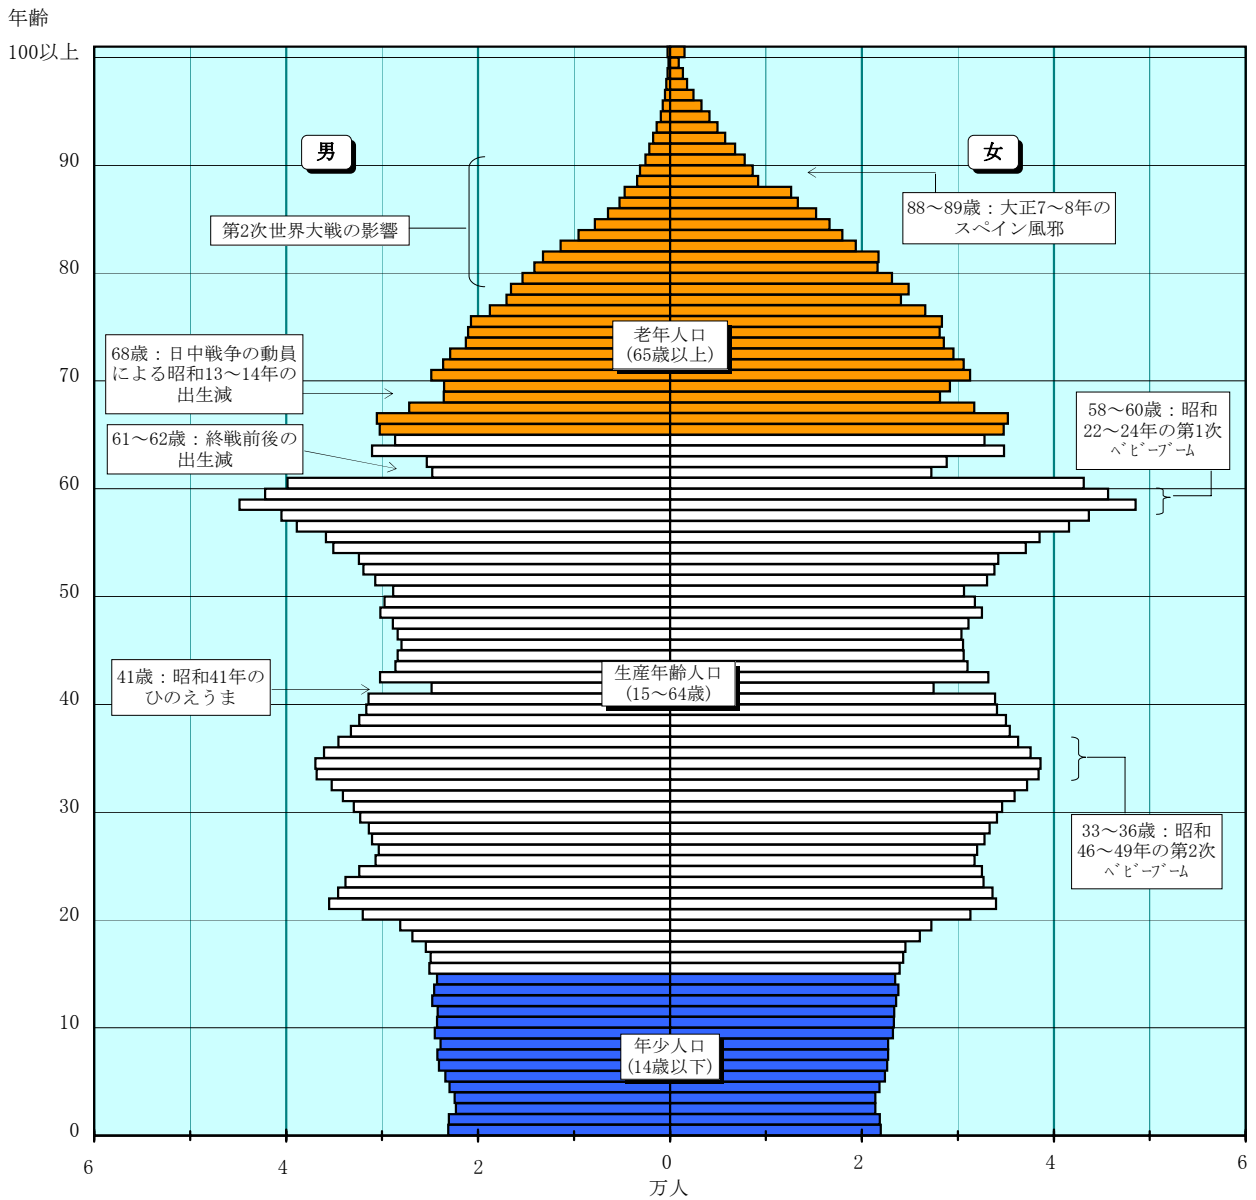 年齢
100以上
男
女
90
88～89歳：大正7～8年の
スペイン風邪
第2次世界大戦の影響
80
老年人口
(65歳以上)
68歳：日中戦争の動員
による昭和13～14年の
出生減
70
58～60歳：昭和
22～24年の第1次
ﾍﾞﾋﾞｰﾌﾞｰﾑ
61～62歳：終戦前後の
出生減
60
50
生産年齢人口
(15～64歳)
41歳：昭和41年の
ひのえうま
40
30
33～36歳：昭和
46～49年の第2次
ﾍﾞﾋﾞｰﾌﾞｰﾑ
20
10
年少人口
(14歳以下)
0
6
4
2
0
2
4
6
万人